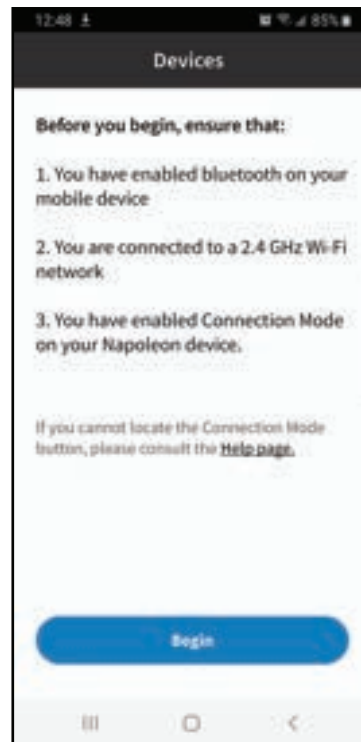 12:48
85%
Devices
Before you begin, ensure that:
1. You have enabled bluetooth on your
mobile device
2. You are connected to a 2.4 GHz Wi-Fi
network
3. You have enabled Connection Mode
on your Napoleon device.
If you cannot locate the Connection Mode
button, please consult the Help page.
Begin